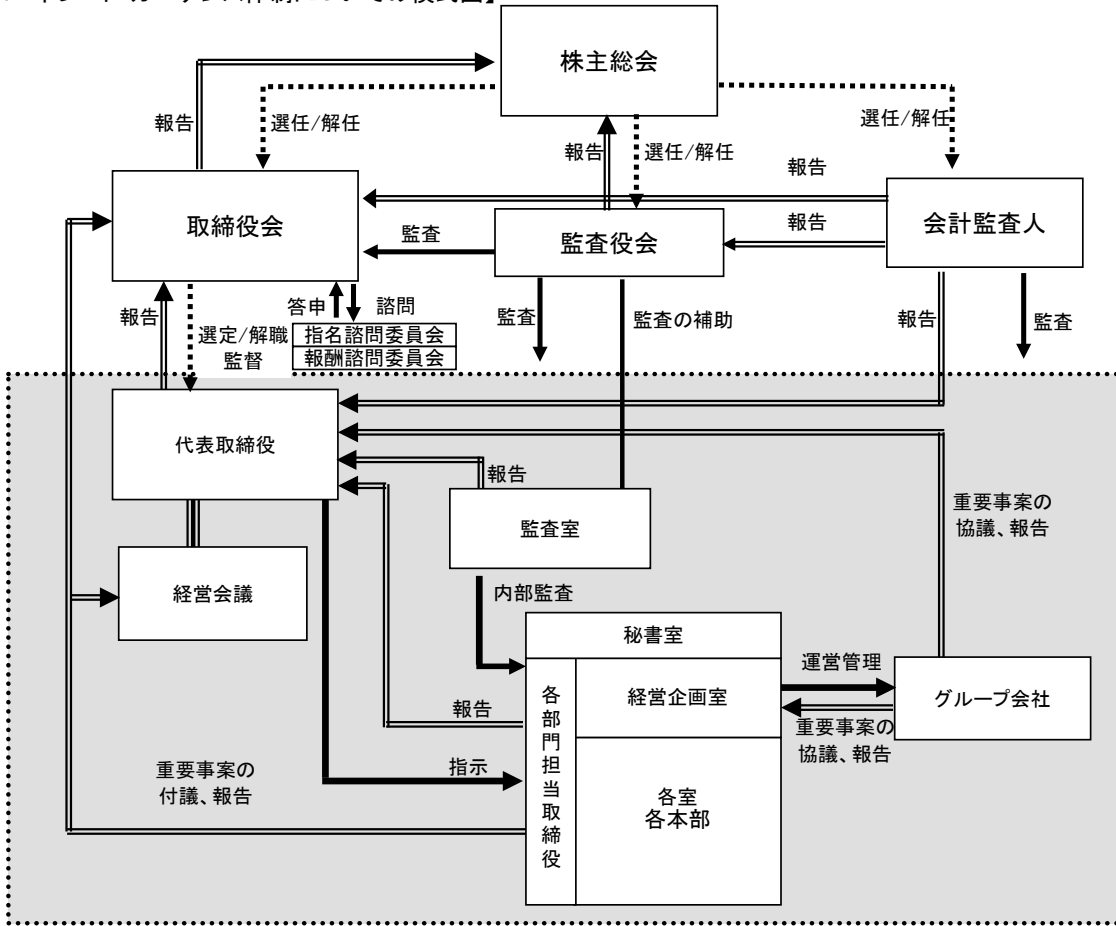 株主総会
報告
選任/解任
報告
選任/解任
選任/解任
報告
取締役会
監査役会
会計監査人
監査
報告
答申
諮問
報告
選定/解職
監督
指名諮問委員会
報酬諮問委員会
監査
監査の補助
報告
監査
代表取締役
報告
監査室
重要事案の
協議、報告
経営会議
内部監査
秘書室
各部門担当取締役
経営企画室
運営管理
グループ会社
重要事案の
協議、報告
報告
指示
重要事案の
付議、報告
各室
各本部